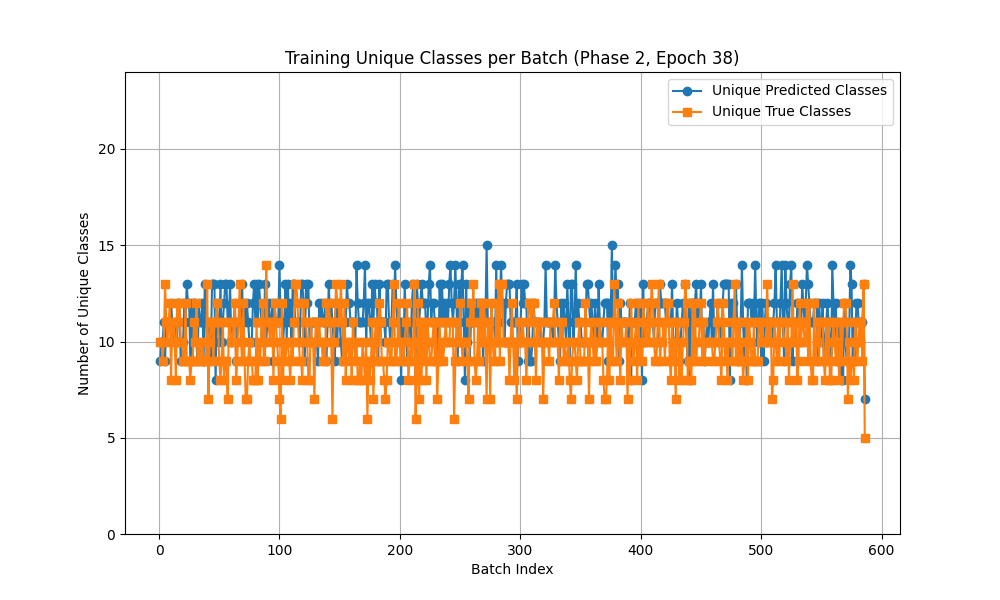 Training Unique Classes per Batch (Phase 2, Epoch 38)
Unique Predicted Classes
Unique True Classes
Number of Unique Classes
20
15
10
5
0
0 100 200 300 400 500 600
Batch Index